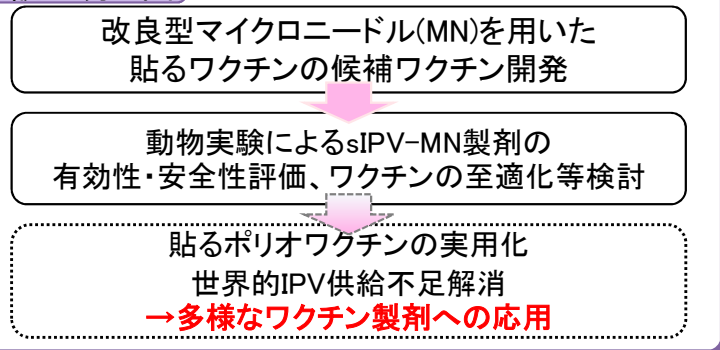 改良型マイクロニードル(MN)を用いた
貼るワクチンの候補ワクチン開発
動物実験によるsIPV-MN製剤の
有効性・安全性評価、ワクチンの至適化等検討
貼るポリオワクチンの実用化
世界的IPV供給不足解消
→多様なワクチン製剤への応用